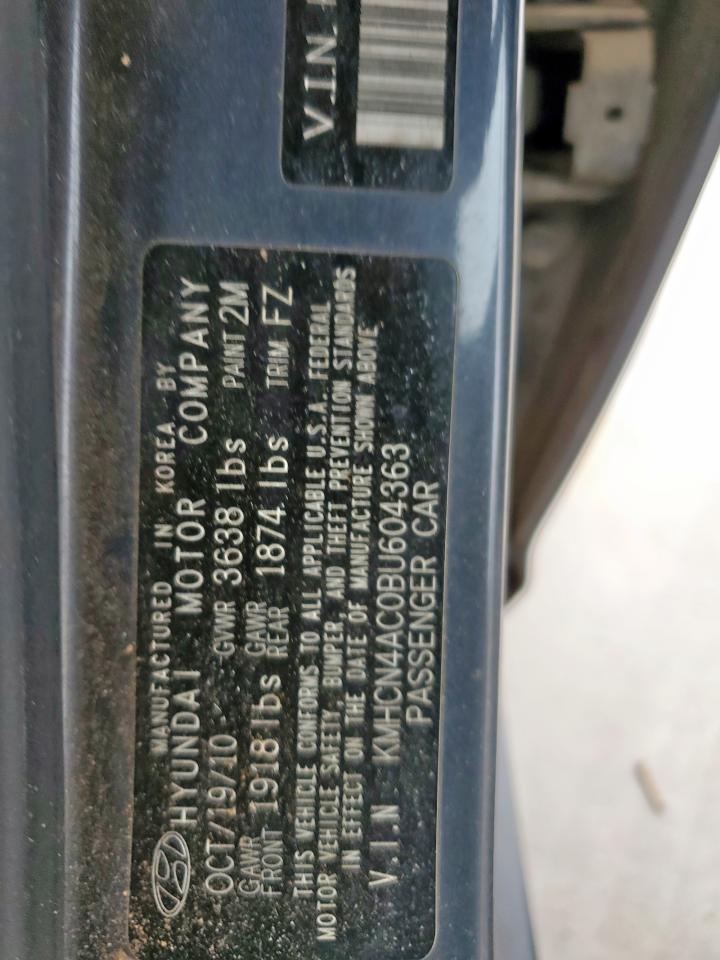 V.I.N.
MANUFACTURED IN KOREA BY
HYUNDAI MOTOR COMPANY
OCT/19/10 GVWR 3638 lbs PAINT 2M
GAWR FRONT 1918 lbs GAWR REAR 1874 lbs TRIM FZ
THIS VEHICLE CONFORMS TO ALL APPLICABLE U.S.A. FEDERAL
MOTOR VEHICLE SAFETY, BUMPER AND THEFT PREVENTION STANDARDS
IN EFFECT ON THE DATE OF MANUFACTURE SHOWN ABOVE
V.I.N KMHCN4AC0BU604363
PASSENGER CAR